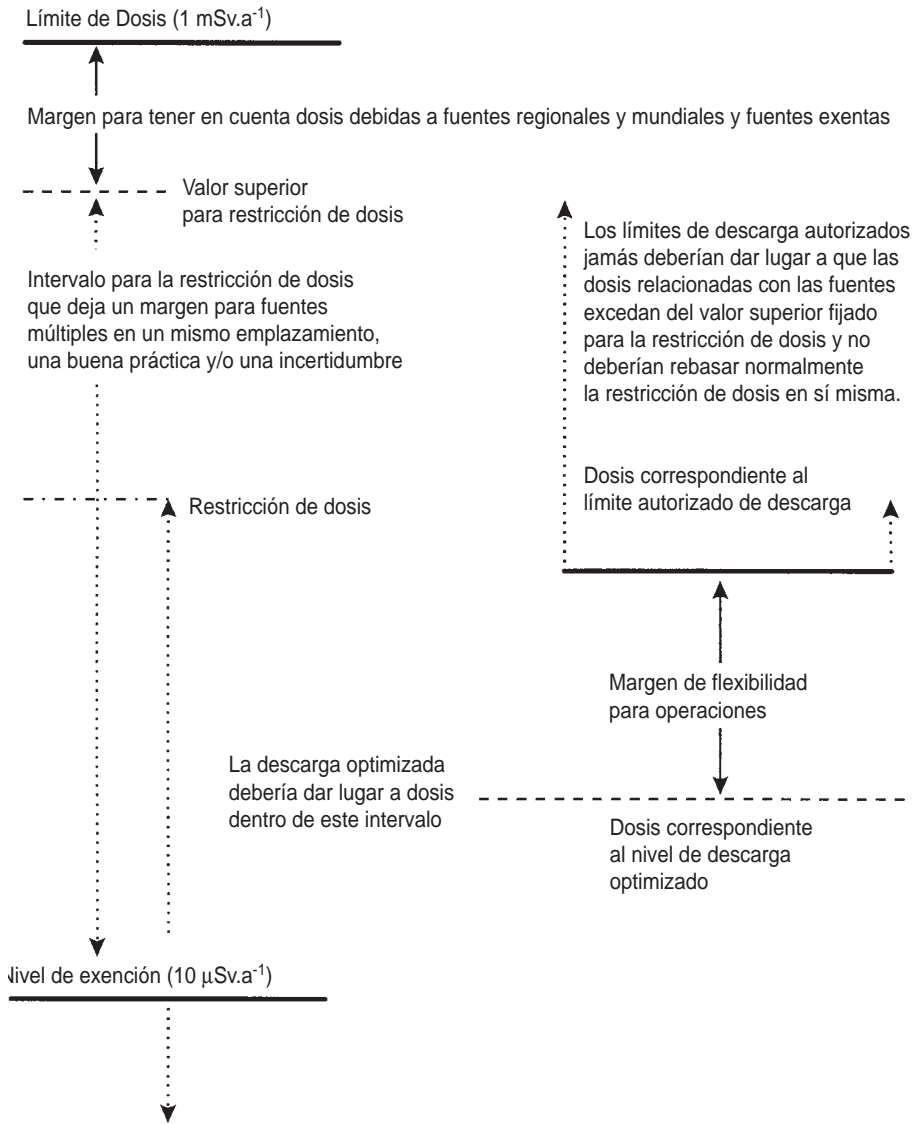 Límite de Dosis (1 mSv.a-1)
Margen para tener en cuenta dosis debidas a fuentes regionales y mundiales y fuentes exentas
Valor superior
para restricción de dosis
Intervalo para la restricción de dosis
que deja un margen para fuentes
múltiples en un mismo emplazamiento,
una buena práctica y/o una incertidumbre
Los límites de descarga autorizados
jamás deberían dar lugar a que las
dosis relacionadas con las fuentes
excedan del valor superior fijado
para la restricción de dosis y no
deberían rebasar normalmente
la restricción de dosis en sí misma.
Dosis correspondiente al
límite autorizado de descarga
Restricción de dosis
Margen de flexibilidad
para operaciones
La descarga optimizada
debería dar lugar a dosis
dentro de este intervalo
Dosis correspondiente
al nivel de descarga
optimizado
Nivel de exención (10 μSv.a-1)